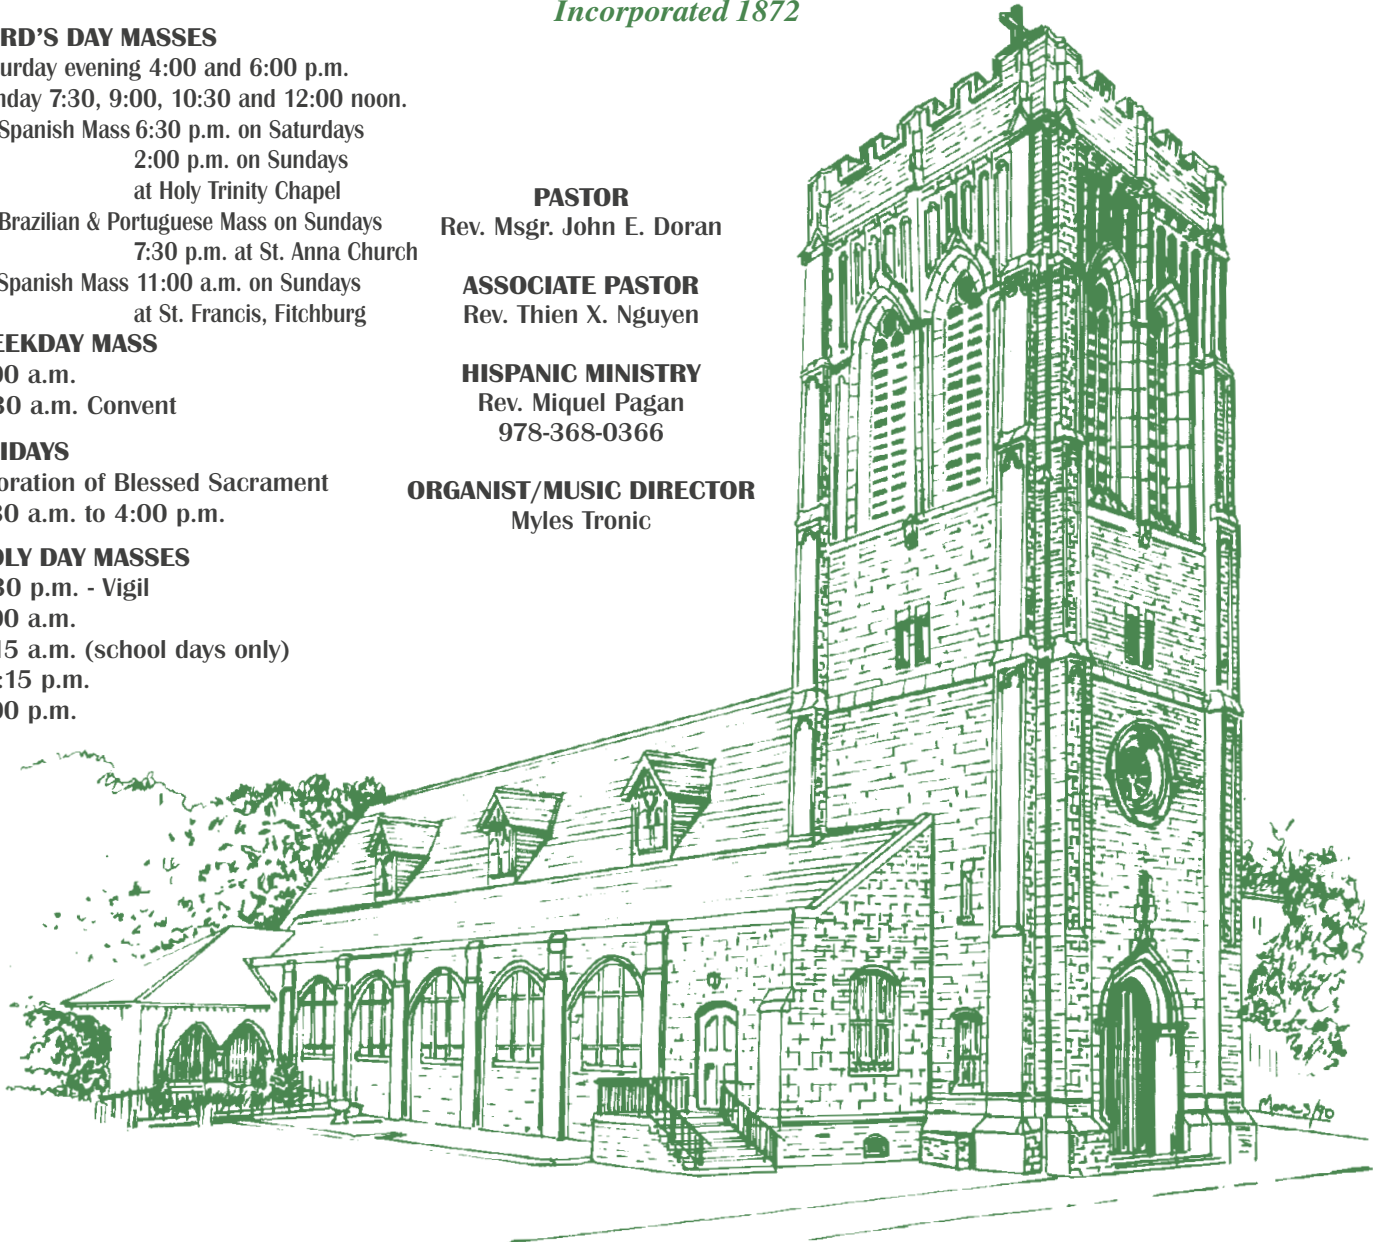 Incorporated 1872
RD'S DAY MASSES
urday evening 4:00 and 6:00 p.m.
nday 7:30, 9:00, 10:30 and 12:00 noon.
Spanish Mass 6:30 p.m. on Saturdays
2:00 p.m. on Sundays
at Holy Trinity Chapel
Brazilian & Portuguese Mass on Sundays
7:30 p.m. at St. Anna Church
Spanish Mass 11:00 a.m. on Sundays
at St. Francis, Fitchburg
EEKDAY MASS
00 a.m.
30 a.m. Convent
IDAYS
oration of Blessed Sacrament
30 a.m. to 4:00 p.m.
OLY DAY MASSES
30 p.m. - Vigil
00 a.m.
15 a.m. (school days only)
:15 p.m.
00 p.m.
PASTOR
Rev. Msgr. John E. Doran
ASSOCIATE PASTOR
Rev. Thien X. Nguyen
HISPANIC MINISTRY
Rev. Miquel Pagan
978-368-0366
ORGANIST/MUSIC DIRECTOR
Myles Tronic